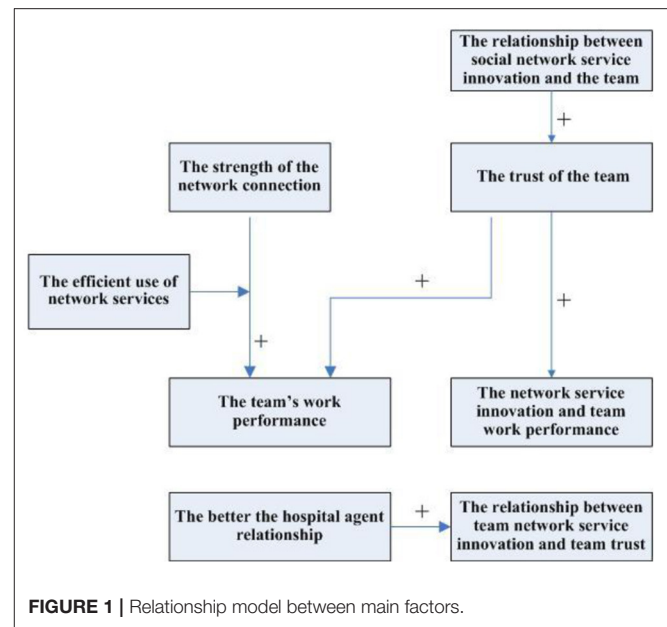 The relationship between
social network service
innovation and the team
+
The strength of the
network connection
The trust of the team
The efficient use of
network services
+
+
+
The team's work
performance
The network service
innovation and team
work performance
The better the hospital agent
relationship
+
The relationship between
team network service
innovation and team trust
FIGURE 1 | Relationship model between main factors.